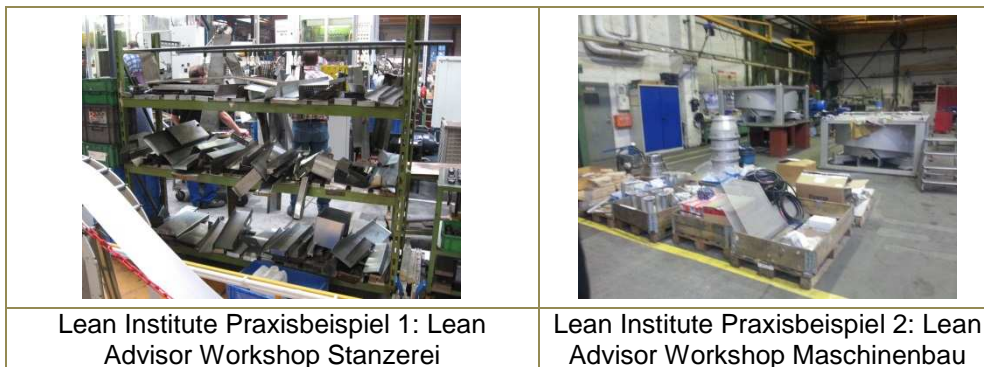 Lean Institute Praxisbeispiel 1: Lean
Advisor Workshop Stanzerei
Lean Institute Praxisbeispiel 2: Lean
Advisor Workshop Maschinenbau